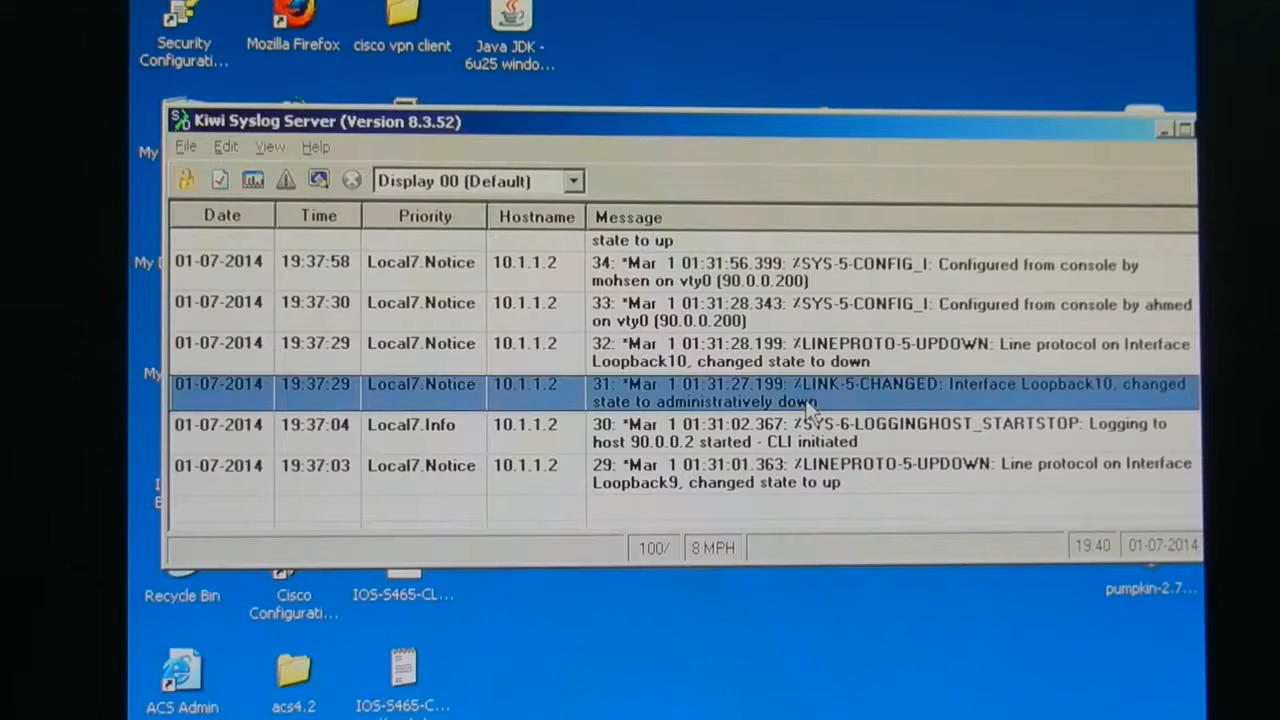 Security
Configurati...
Mozilla Firefox
cisco vpn client
Java JDK -
6u25 windo...
Kiwi Syslog Server (Version 8.3.52)
File Edit View Help
Display 00 (Default)
Date Time Priority Hostname Message
state to up
01-07-2014 19:37:58 Local7.Notice 10.1.1.2 34: *Mar 1 01:31:56.399: %SYS-5-CONFIG_I: Configured from console by
mohsen on vty0 (90.0.0.200)
01-07-2014 19:37:30 Local7.Notice 10.1.1.2 33: *Mar 1 01:31:28.343: %SYS-5-CONFIG_I: Configured from console by ahmed
on vty0 (90.0.0.200)
01-07-2014 19:37:29 Local7.Notice 10.1.1.2 32: *Mar 1 01:31:28.199: %LINEPROTO-5-UPDOWN: Line protocol on Interface
Loopback10, changed state to down
01-07-2014 19:37:29 Local7.Notice 10.1.1.2 31: *Mar 1 01:31:27.199: %LINK-5-CHANGED: Interface Loopback10, changed
state to administratively down
01-07-2014 19:37:04 Local7.Info 10.1.1.2 30: *Mar 1 01:31:02.367: %SYS-6-LOGGINGHOST_STARTSTOP: Logging to
host 90.0.0.2 started - CLI initiated
01-07-2014 19:37:03 Local7.Notice 10.1.1.2 29: *Mar 1 01:31:01.363: %LINEPROTO-5-UPDOWN: Line protocol on Interface
Loopback9, changed state to up
100% 8 MPH 19:40 01-07-2014
My
My
My
Recycle Bin
Cisco
Configurati...
IOS-S465-CL...
pumpkin-2.7...
ACS Admin
acs4.2
IOS-S465-C...